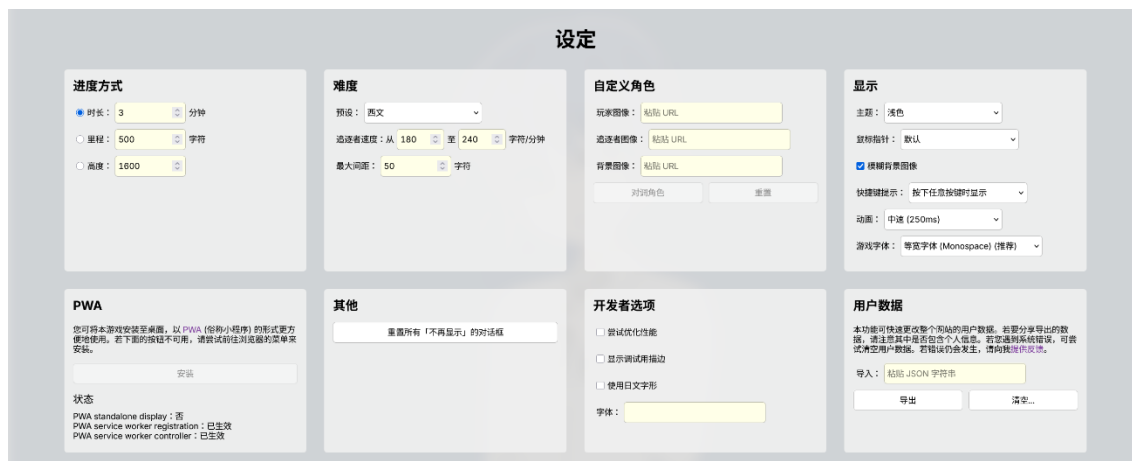 设定
进度方式
时长： 3 分钟
里程： 500 字符
高度： 1600
难度
预设： 西文
追逐者速度：从 180 至 240 字符/分钟
最大间距： 50 字符
自定义角色
玩家图像： 粘贴 URL
追逐者图像： 粘贴 URL
背景图像： 粘贴 URL
对调角色 重置
显示
主题： 浅色
鼠标指针： 默认
模糊背景图像
快捷键提示： 按下任意按键时显示
动画： 中速 (250ms)
游戏字体： 等宽字体 (Monospace) (推荐)
PWA
您可将本游戏安装至桌面，以 PWA (俗称小程序) 的形式更方
便地使用。若下面的按钮不可用，请尝试前往浏览器的菜单来
安装。
安装
状态
PWA standalone display：否
PWA service worker registration：已生效
PWA service worker controller：已生效
其他
重置所有「不再显示」的对话框
开发者选项
尝试优化性能
显示调试用描边
使用日文字形
字体：
用户数据
本功能可快速更改整个网站的用户数据。若要分享导出的数
据，请注意其中是否包含个人信息。若您遇到系统错误，可尝
试清空用户数据。若错误仍会发生，请向我提供反馈。
导入： 粘贴 JSON 字符串
导出 清空...